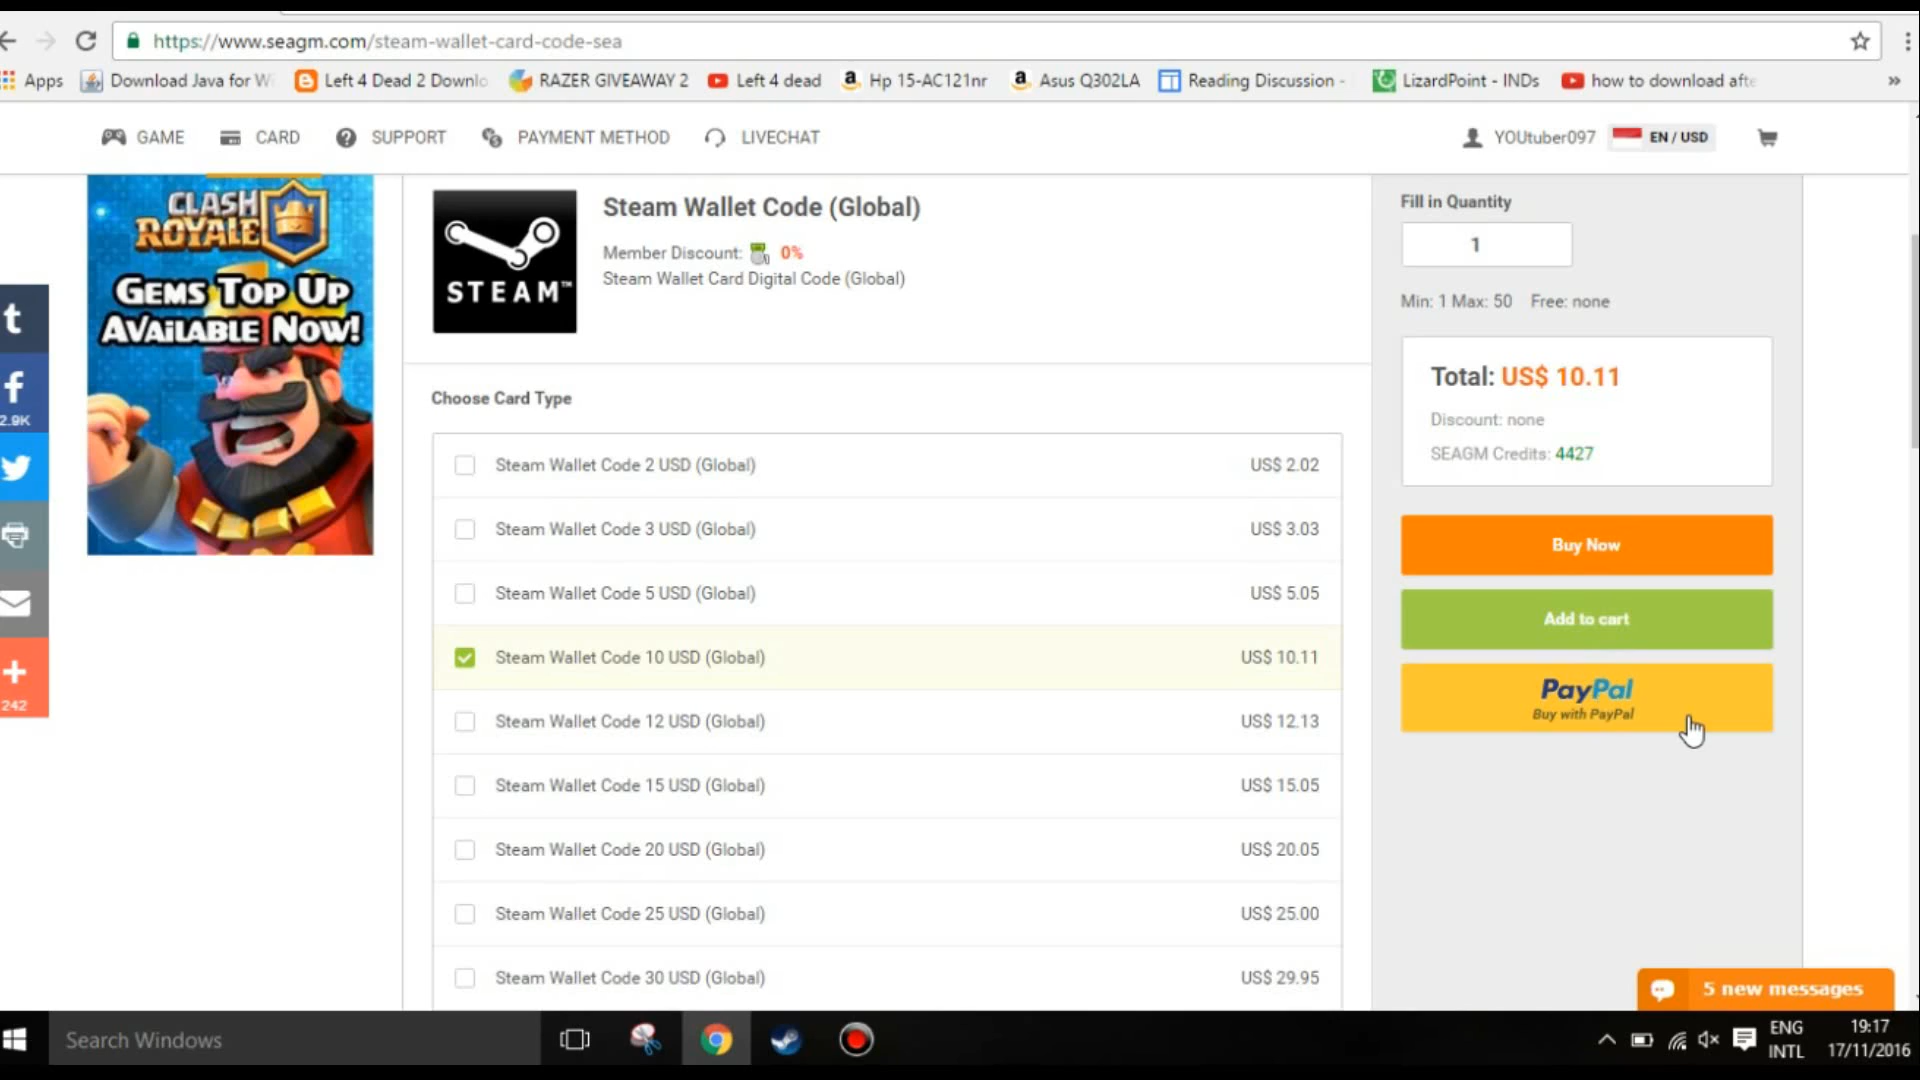 https://www.seagm.com/steam-wallet-card-code-sea
Apps
Download Java for Wi
Left 4 Dead 2 Downlo
RAZER GIVEAWAY 2
Left 4 dead
Hp 15-AC121nr
Asus Q302LA
Reading Discussion -
LizardPoint - INDs
how to download afte
»
GAME
CARD
SUPPORT
PAYMENT METHOD
LIVECHAT
YOUtuber097
EN / USD
CLASH
ROYALE
GEMS TOP UP
AVAILABLE NOW!
2.9K
242
STEAM™
Steam Wallet Code (Global)
Member Discount: 0%
Steam Wallet Card Digital Code (Global)
Choose Card Type
Steam Wallet Code 2 USD (Global) US$ 2.02
Steam Wallet Code 3 USD (Global) US$ 3.03
Steam Wallet Code 5 USD (Global) US$ 5.05
Steam Wallet Code 10 USD (Global) US$ 10.11
Steam Wallet Code 12 USD (Global) US$ 12.13
Steam Wallet Code 15 USD (Global) US$ 15.05
Steam Wallet Code 20 USD (Global) US$ 20.05
Steam Wallet Code 25 USD (Global) US$ 25.00
Steam Wallet Code 30 USD (Global) US$ 29.95
Fill in Quantity
1
Min: 1 Max: 50 Free: none
Total: US$ 10.11
Discount: none
SEAGM Credits: 4427
Buy Now
Add to cart
PayPal
Buy with PayPal
5 new messages
Search Windows
ENG
INTL
19:17
17/11/2016